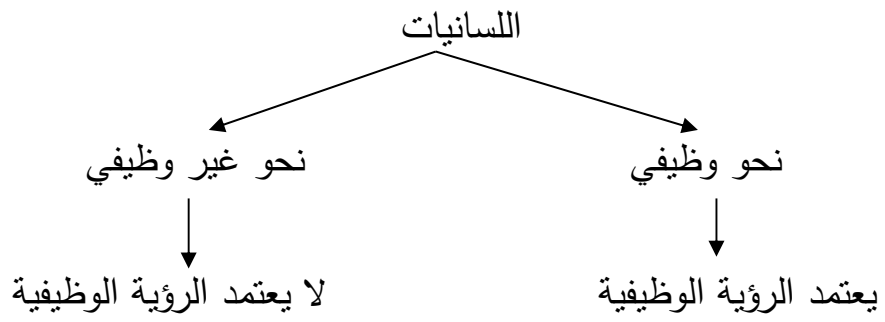 اللسانيات
نحو وظيفي
نحو غير وظيفي
يعتمد الرؤية الوظيفية
لا يعتمد الرؤية الوظيفية